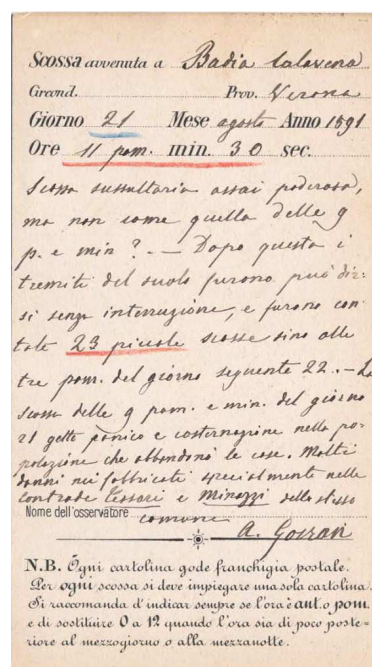 Scossa avvenuta a Badia Calavena
Circond. Prov. Verona
Giorno 21 Mese agosto Anno 1891
Ore 11 pom. min. 30 sec.
Scossa sussultoria assai poderosa,
ma non come quella delle 9
p. e min ? — Dopo questa i
tremiti del suolo furono può dir-
si senza interruzione, e furono con
tate 23 piccole scosse sino alle
tre pom. del giorno seguente 22. — La
scossa delle 9 pom. e min. del giorno
21 gettò panico e costernazione nella po-
polazione che abbandonò le case. Molti
danni nei fabbricati specialmente nelle
contrade Tessari e Minazzi dello stesso
Nome dell'osservatore comune
A.
N.B. Ogni cartolina gode franchigia postale.
Per ogni scossa si deve impiegare una sola cartolina.
Si raccomanda d'indicar sempre se l'ora è ant. o pom.
e di sostituire 0 a 12 quando l'ora sia di poco poste-
riore al mezzogiorno o alla mezzanotte.